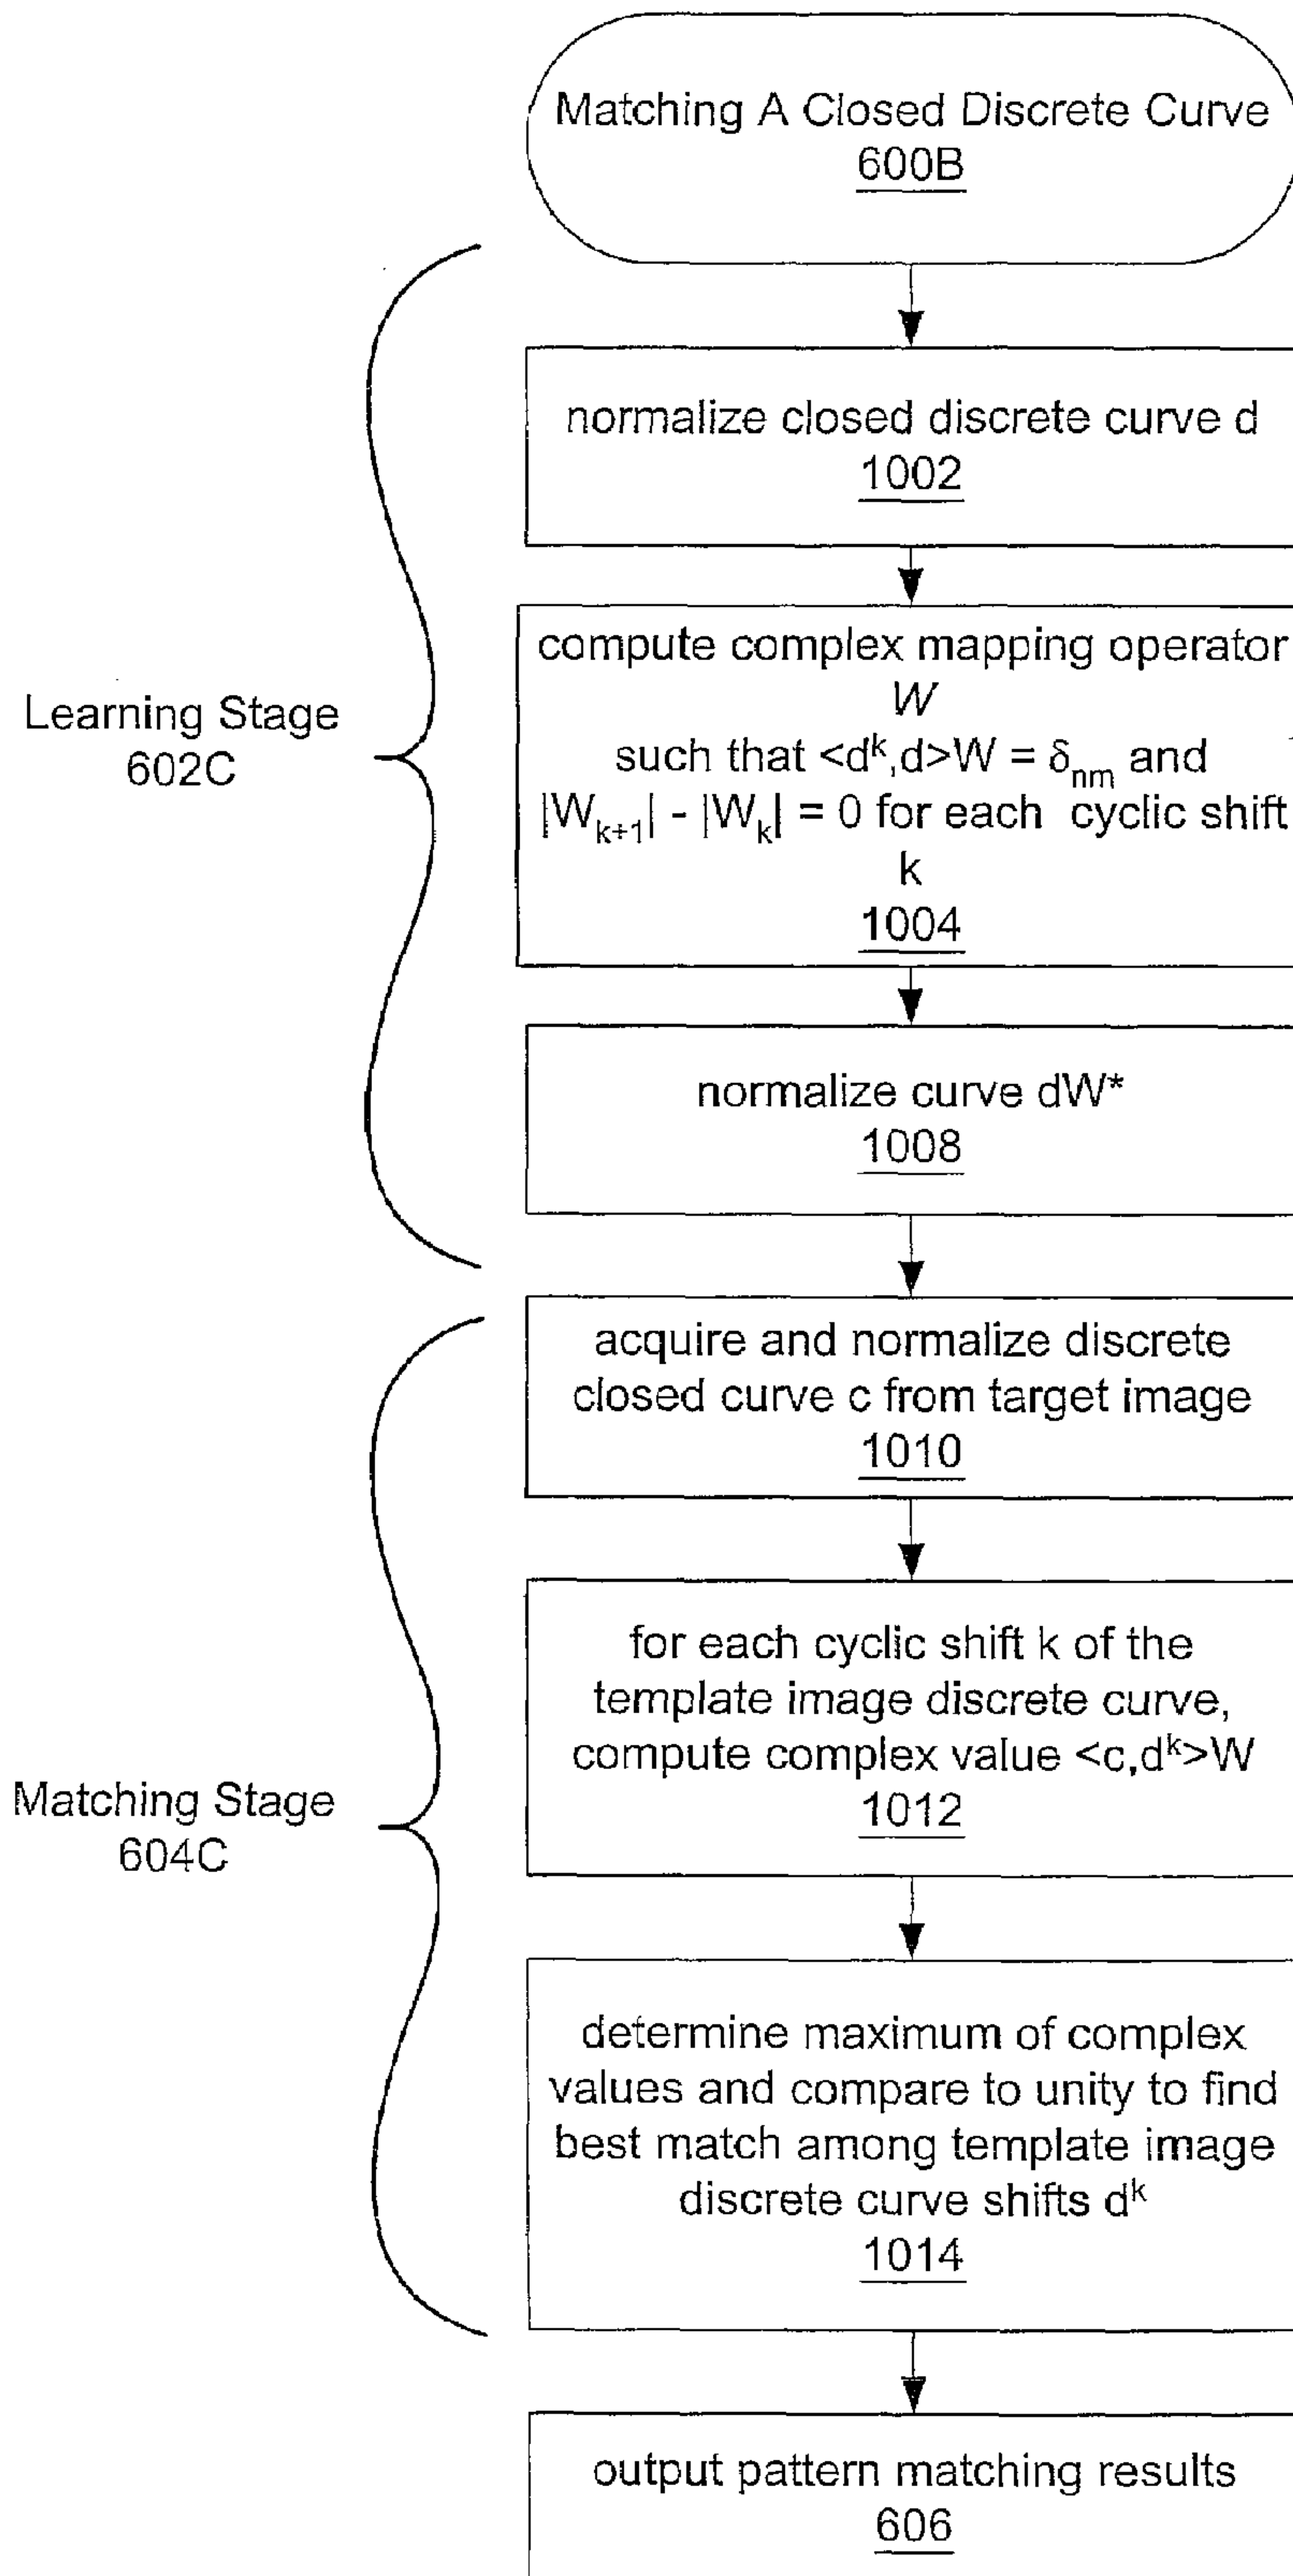 Matching A Closed Discrete Curve
600B
normalize closed discrete curve d
1002
compute complex mapping operator
W
such that <d^k,d>W = δ_nm and
|W_k+1| - |W_k| = 0 for each cyclic shift
k
1004
Learning Stage
602C
normalize curve dW*
1008
acquire and normalize discrete
closed curve c from target image
1010
for each cyclic shift k of the
template image discrete curve,
compute complex value <c,d^k>W
1012
Matching Stage
604C
determine maximum of complex
values and compare to unity to find
best match among template image
discrete curve shifts d^k
1014
output pattern matching results
606